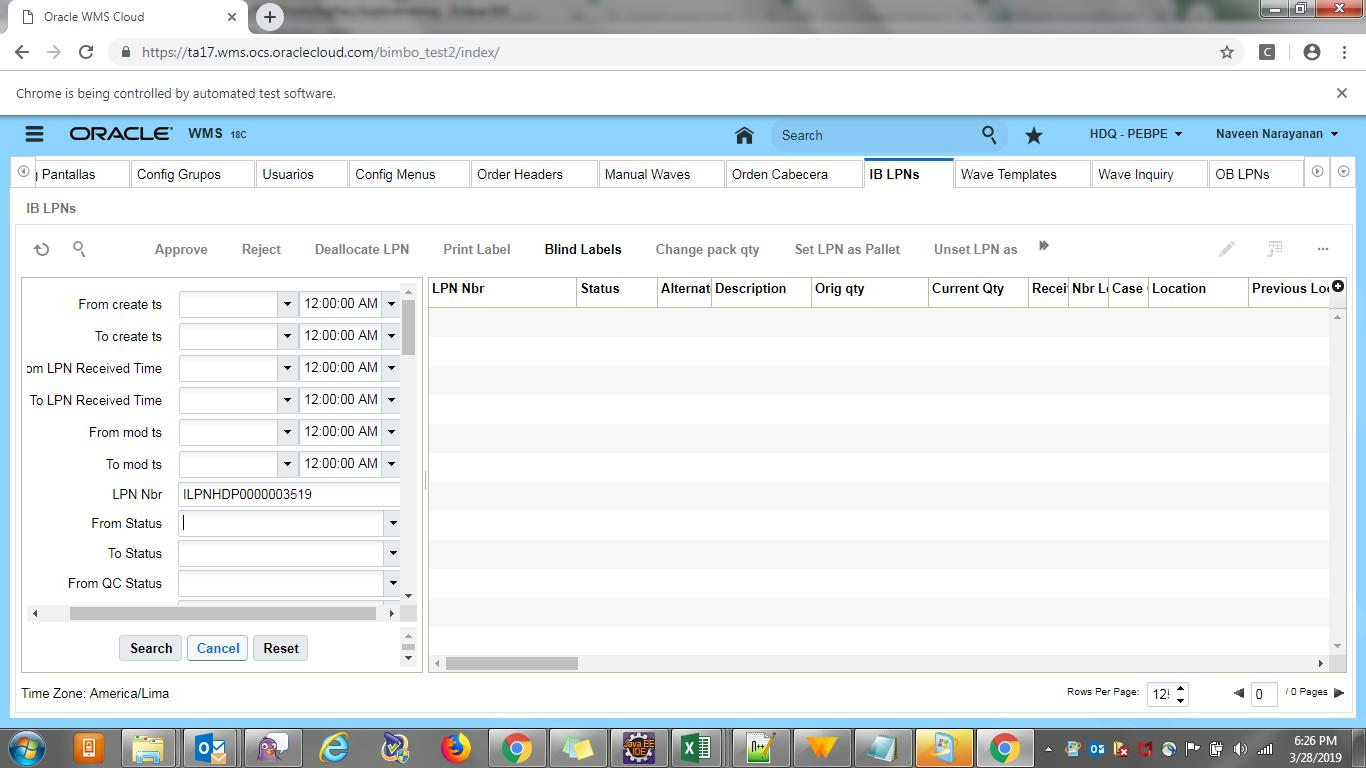 Oracle WMS Cloud
https://ta17.wms.ocs.oraclecloud.com/bimbo_test2/index/
C
Chrome is being controlled by automated test software.
ORACLE WMS 18C Search HDQ - PEBPE Naveen Narayanan
Pantallas Config Grupos Usuarios Config Menus Order Headers Manual Waves Orden Cabecera IB LPNs Wave Templates Wave Inquiry OB LPNs
IB LPNs
Approve Reject Deallocate LPN Print Label Blind Labels Change pack qty Set LPN as Pallet Unset LPN as
LPN Nbr Status Alternat Description Orig qty Current Qty Recei Nbr Lo Case Location Previous Lo
From create ts 12:00:00 AM
To create ts 12:00:00 AM
om LPN Received Time 12:00:00 AM
To LPN Received Time 12:00:00 AM
From mod ts 12:00:00 AM
To mod ts 12:00:00 AM
LPN Nbr ILPNHDP0000003519
From Status
To Status
From QC Status
Search Cancel Reset
Time Zone: America/Lima Rows Per Page: 12 0 / 0 Pages
Java EE
IDE
6:26 PM
3/28/2019